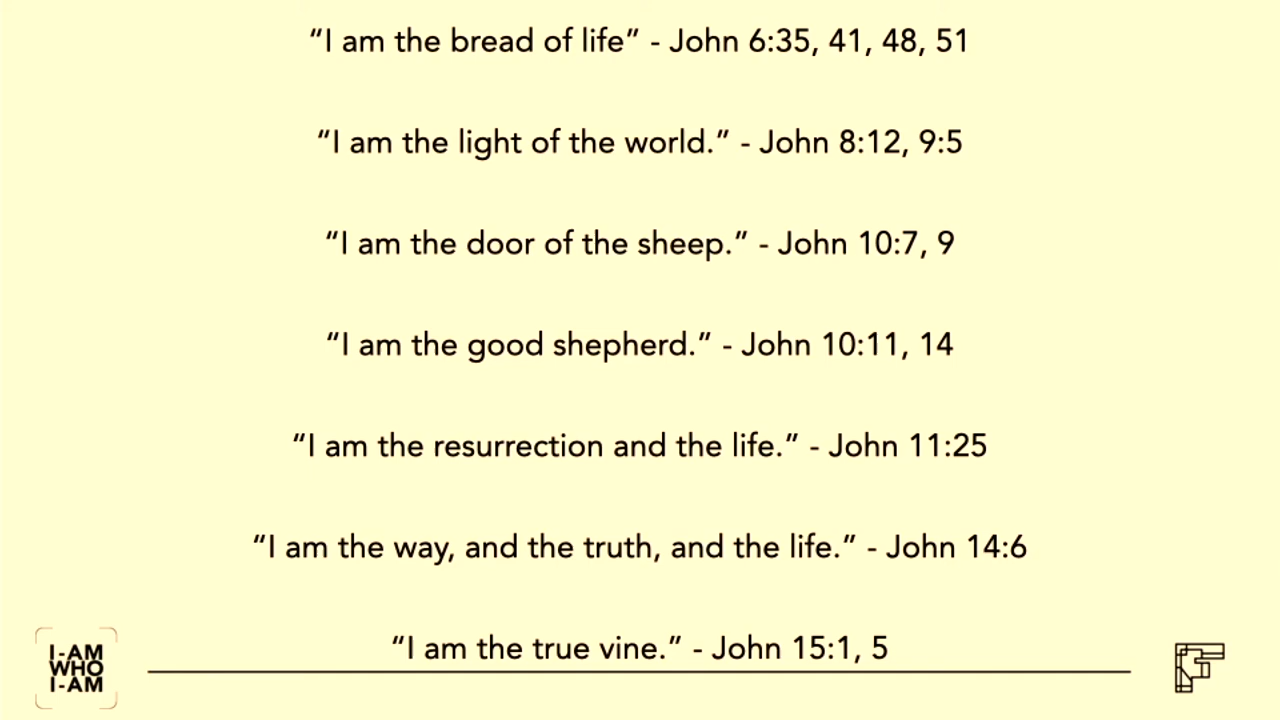 “I am the bread of life” - John 6:35, 41, 48, 51
“I am the light of the world.” - John 8:12, 9:5
“I am the door of the sheep.” - John 10:7, 9
“I am the good shepherd.” - John 10:11, 14
“I am the resurrection and the life.” - John 11:25
“I am the way, and the truth, and the life.” - John 14:6
“I am the true vine.” - John 15:1, 5
I-AM
WHO
I-AM